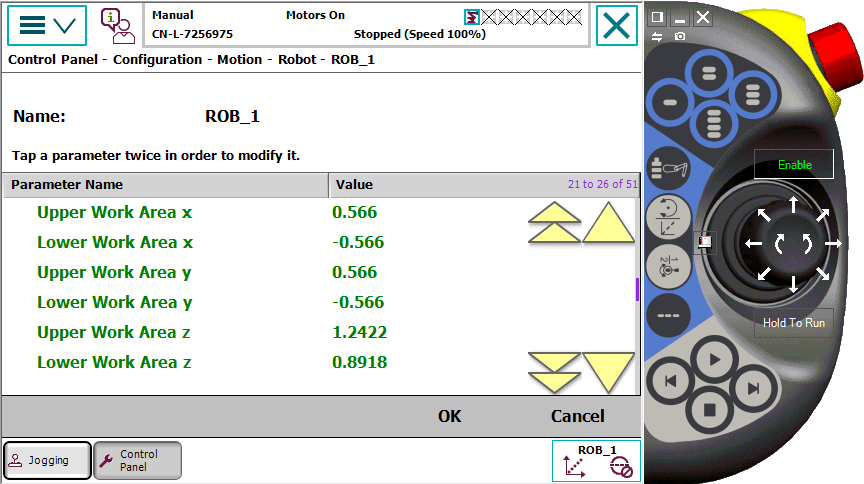 Manual
Motors On
CN-L-7256975
Stopped (Speed 100%)
Control Panel - Configuration - Motion - Robot - ROB_1
Name:
ROB_1
Tap a parameter twice in order to modify it.
Parameter Name
Value
21 to 26 of 51
Upper Work Area x
0.566
Lower Work Area x
-0.566
Upper Work Area y
0.566
Lower Work Area y
-0.566
Upper Work Area z
1.2422
Lower Work Area z
0.8918
OK
Cancel
Jogging
Control
Panel
ROB_1
Enable
Hold To Run